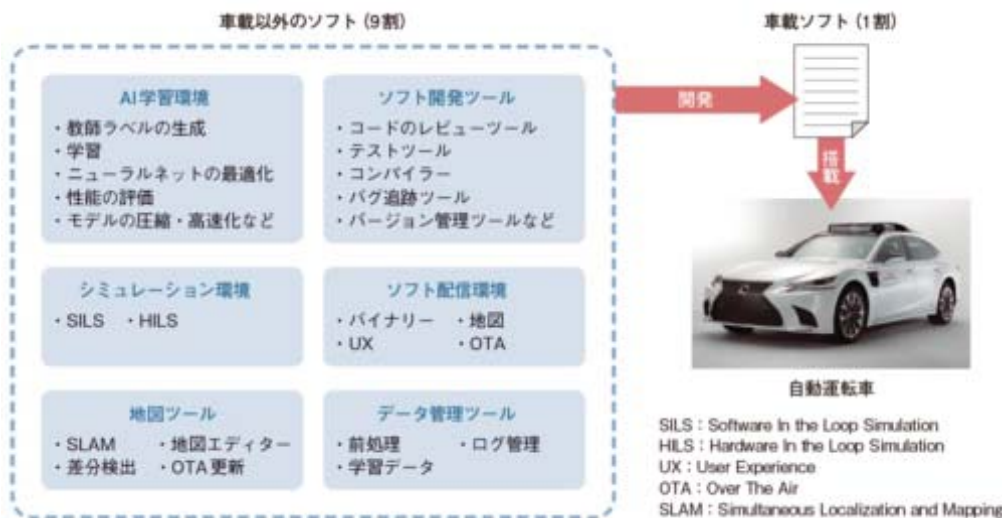 車載以外のソフト(9割)
AI学習環境
・教師ラベルの生成
・学習
・ニューラルネットの最適化
・性能の評価
・モデルの圧縮・高速化など
ソフト開発ツール
・コードのレビューツール
・テストツール
・コンパイラー
・バグ追跡ツール
・バージョン管理ツールなど
シミュレーション環境
・SILS ・HILS
ソフト配信環境
・バイナリー ・地図
・UX ・OTA
地図ツール
・SLAM ・地図エディター
・差分検出 ・OTA更新
データ管理ツール
・前処理 ・ログ管理
・学習データ
開発
車載ソフト(1割)
搭載
自動運転車
SILS:Software In the Loop Simulation
HILS:Hardware In the Loop Simulation
UX:User Experience
OTA:Over The Air
SLAM:Simultaneous Localization and Mapping